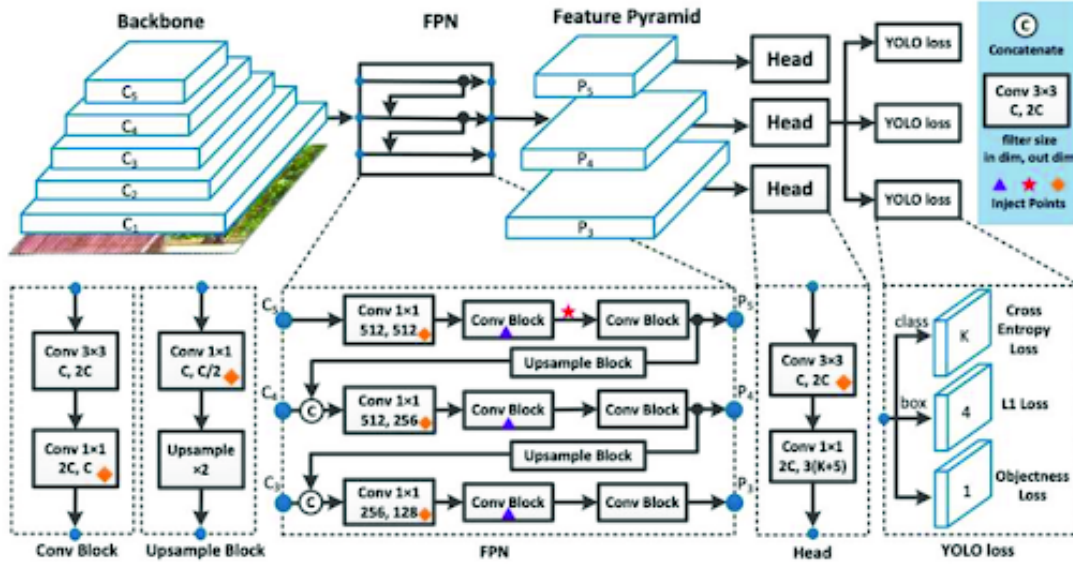 Backbone
FPN
Feature Pyramid
C5
C4
C3
C2
C1
P5
P4
P3
Head
Head
Head
YOLO loss
YOLO loss
YOLO loss
C
Concatenate
Conv 3×3
C, 2C
filter size
in dim, out dim
Inject Points
Conv 3×3
C, 2C
Conv 1×1
2C, C
Conv Block
Conv 1×1
C, C/2
Upsample
×2
Upsample Block
C5
Conv 1×1
512, 512
Conv Block
Conv Block
P5
Upsample Block
C4
C
Conv 1×1
512, 256
Conv Block
Conv Block
P4
Upsample Block
C3
C
Conv 1×1
256, 128
Conv Block
Conv Block
P3
FPN
Conv 3×3
C, 2C
Conv 1×1
2C, 3(K+5)
Head
class
K
Cross
Entropy
Loss
box
4
L1 Loss
1
Objectness
Loss
YOLO loss